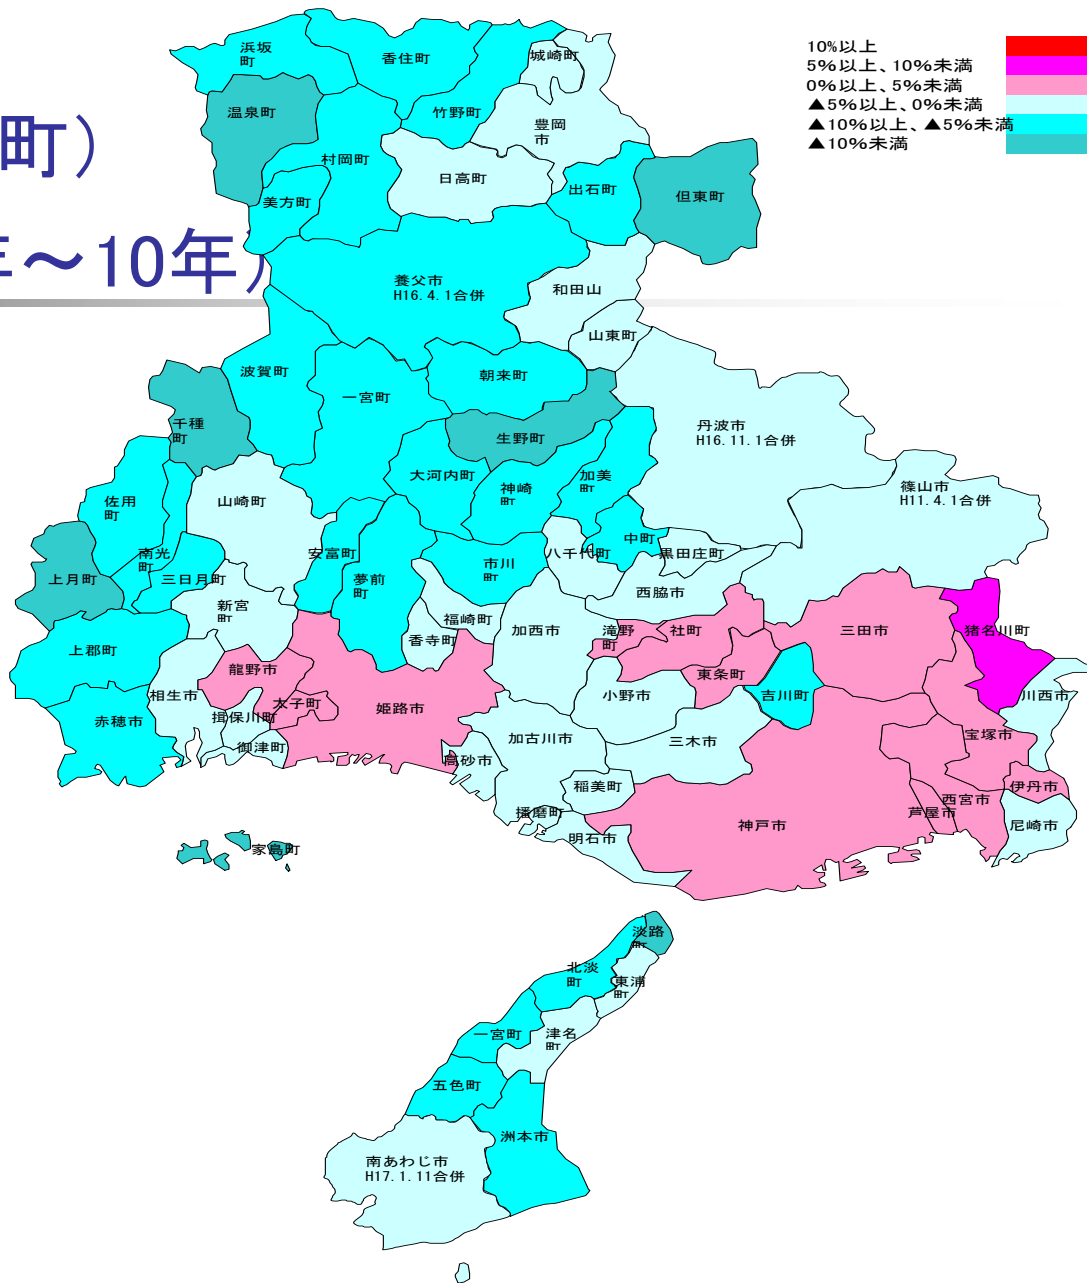 町）
年～10年）
10%以上
5%以上、10%未満
0%以上、5%未満
▲5%以上、0%未満
▲10%以上、▲5%未満
▲10%未満
浜坂
町
香住町
城崎町
温泉町
竹野町
豊岡
市
村岡町
日高町
美方町
出石町
但東町
養父市
H16.4.1合併
和田山
山東町
波賀町
朝来町
一宮町
千種
町
生野町
丹波市
H16.11.1合併
大河内町
神崎
町
加美
町
篠山市
H11.4.1合併
佐用
町
山崎町
中町
安富町
市川
町
八千代町
黒田庄町
南光
町
上月町
三日月町
夢前
町
西脇市
新宮
町
福崎町
香寺町
加西市
滝野
町
社町
三田市
猪名川町
上郡町
龍野市
東条町
相生市
太子町
姫路市
小野市
吉川町
川西市
赤穂市
揖保川町
御津町
加古川市
三木市
宝塚市
高砂市
稲美町
伊丹市
西宮市
播磨町
芦屋市
神戸市
尼崎市
明石市
家島町
淡路
町
北淡
町
東浦
町
一宮町
津名
町
五色町
洲本市
南あわじ市
H17.1.11合併